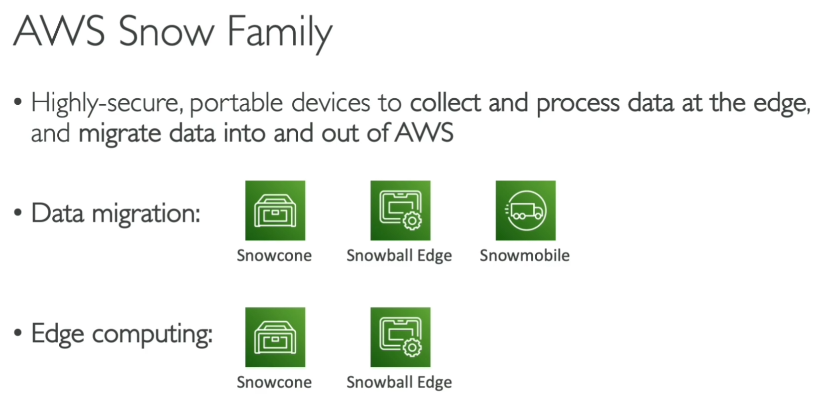 AWS Snow Family
• Highly-secure, portable devices to collect and process data at the edge,
and migrate data into and out of AWS
• Data migration:
Snowcone
Snowball Edge
Snowmobile
• Edge computing:
Snowcone
Snowball Edge